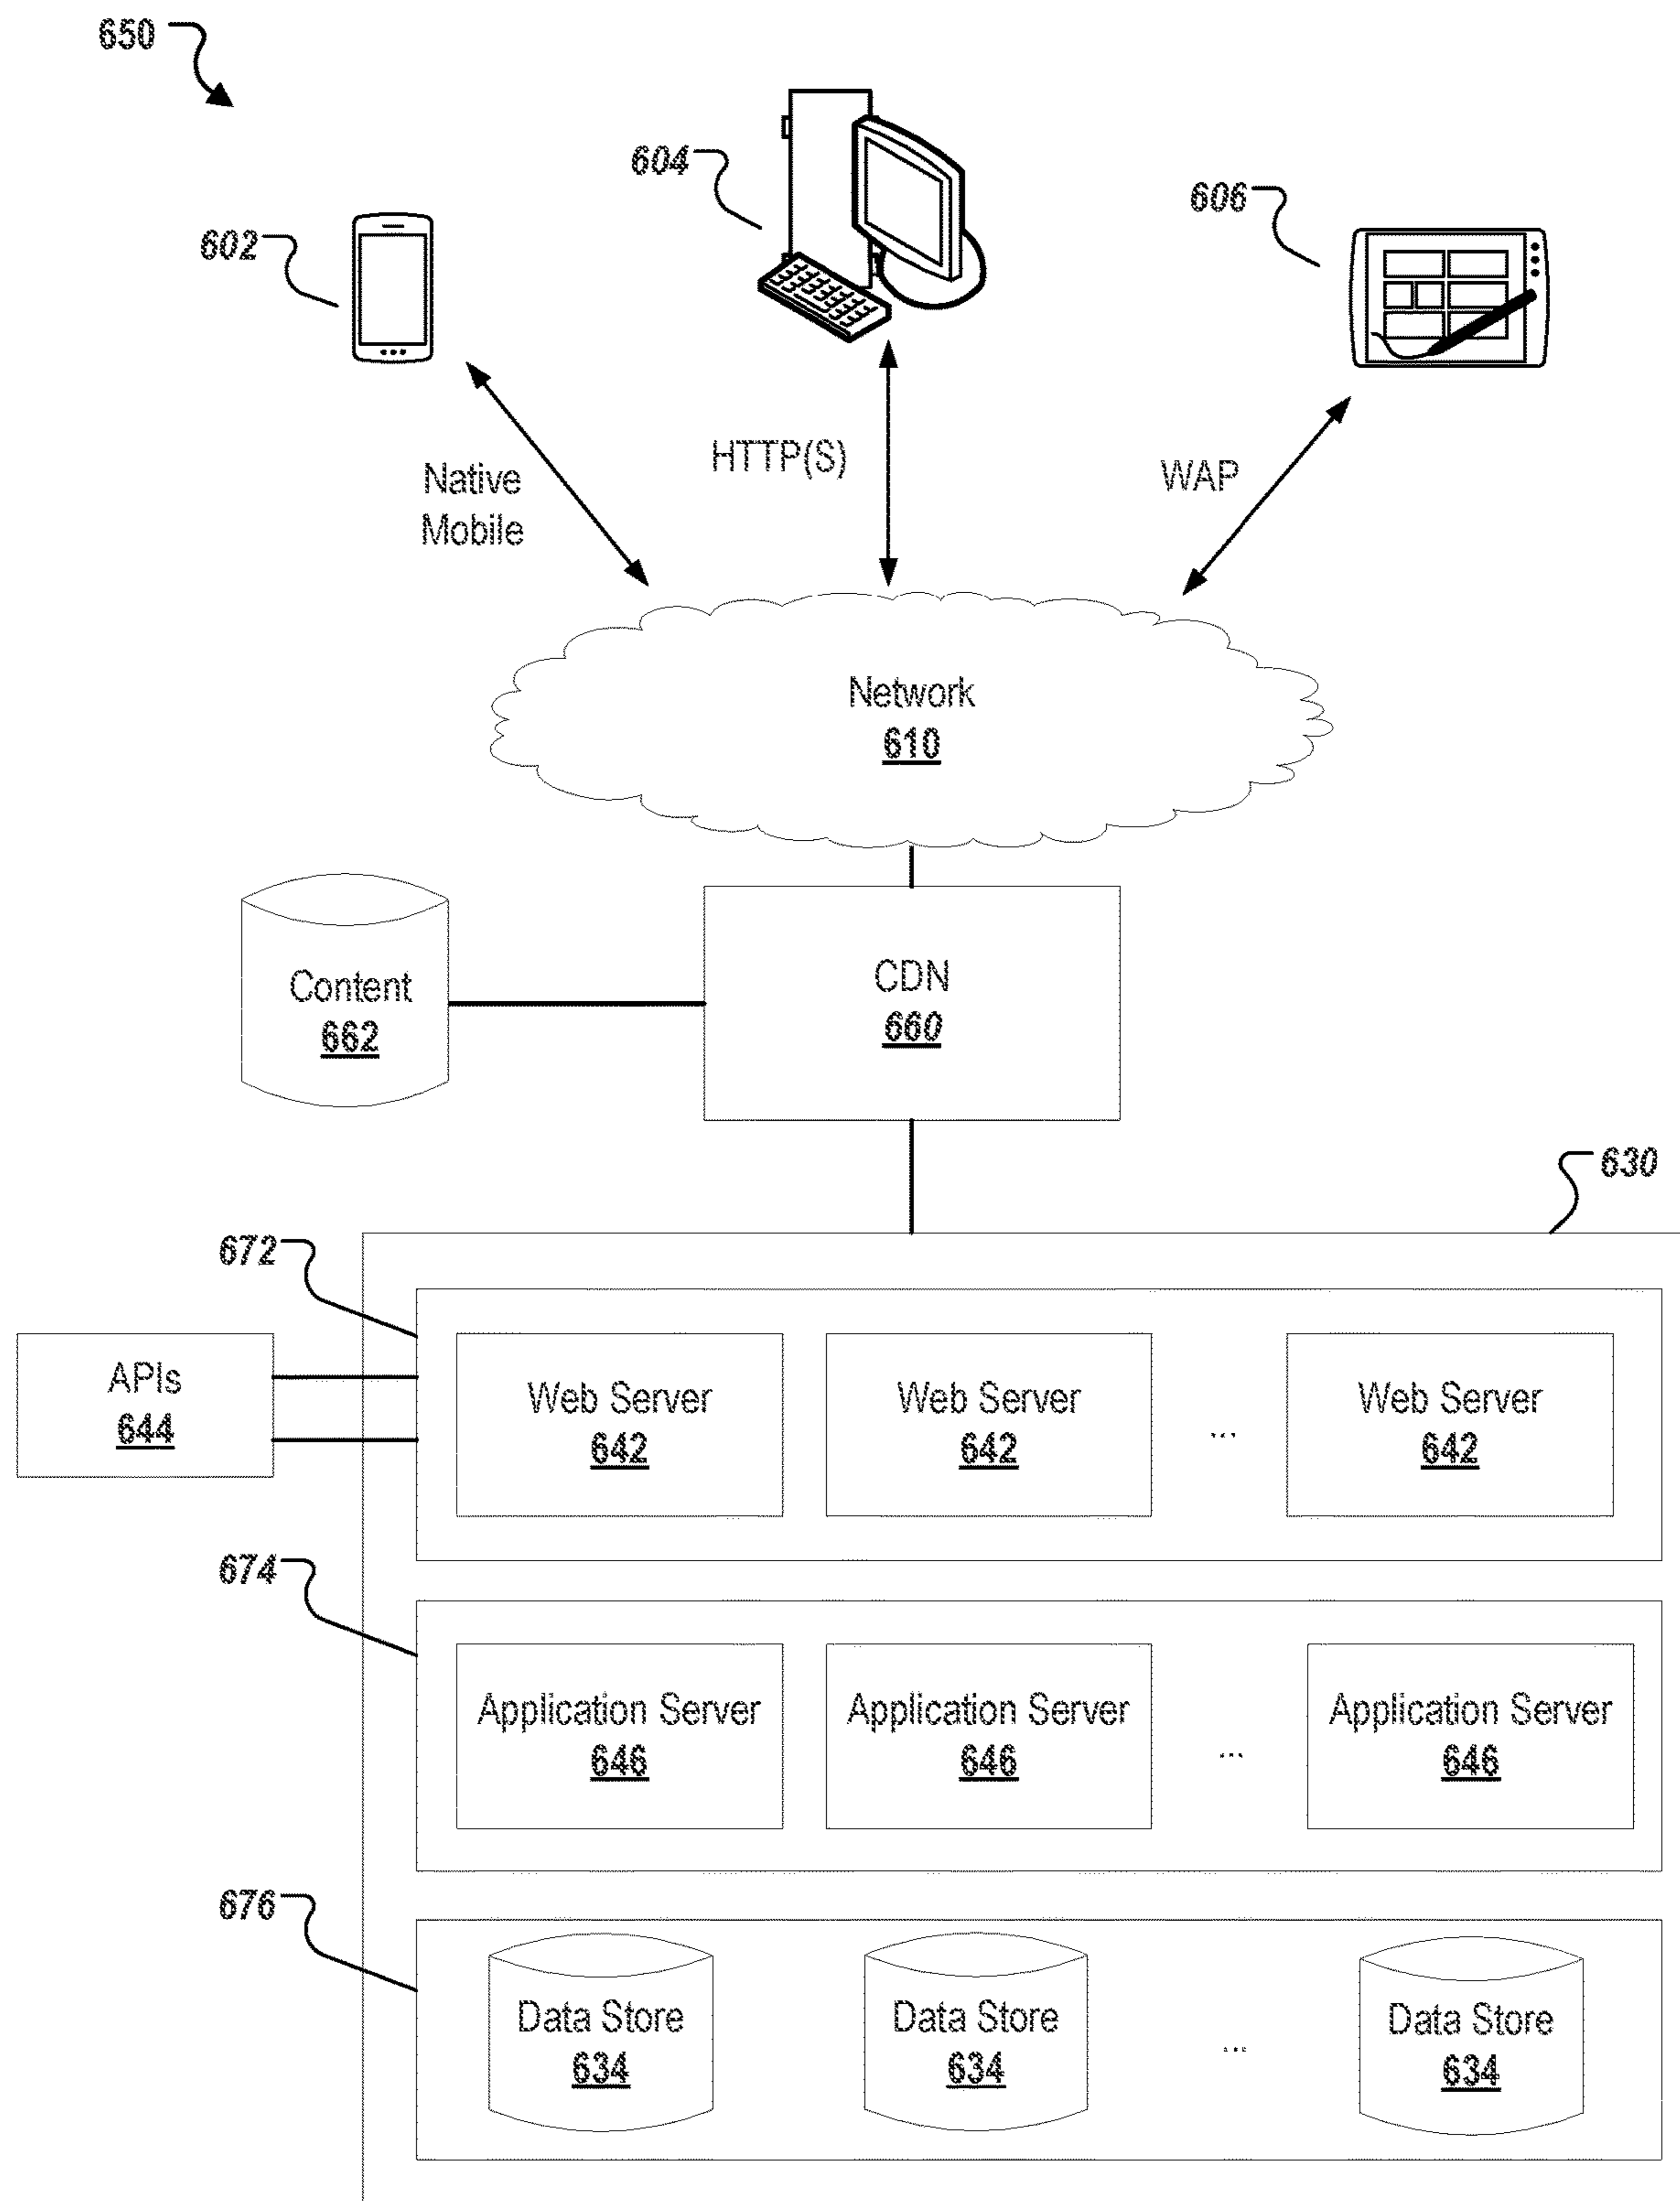 650
604
606
602
HTTP(S)
WAP
Native
Mobile
Network
610
Content
662
CDN
660
630
672
APIs
644
Web Server
642
Web Server
642
...
Web Server
642
674
Application Server
646
Application Server
646
...
Application Server
646
676
Data Store
634
Data Store
634
...
Data Store
634